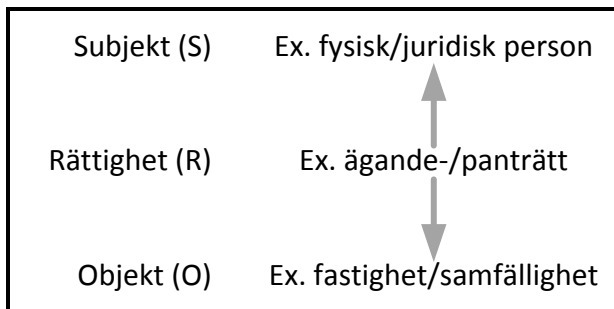 Subjekt (S) Ex. fysisk/juridisk person
Rättighet (R) Ex. ägande-/panträtt
Objekt (O) Ex. fastighet/samfällighet